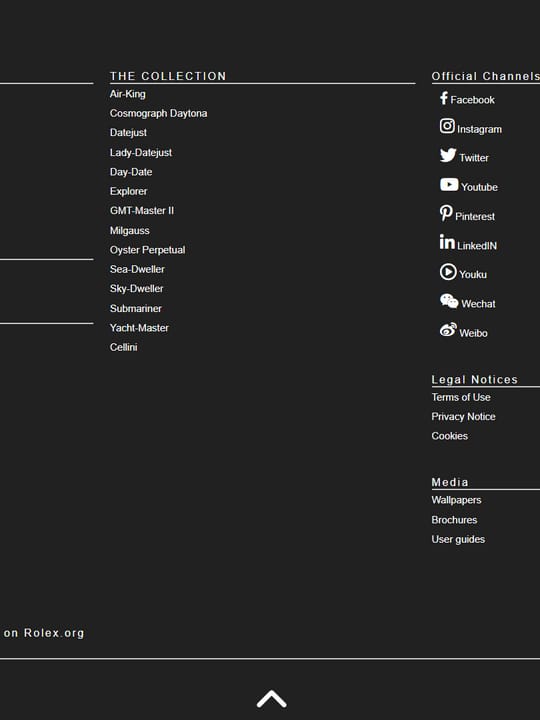 THE COLLECTION
Air-King
Cosmograph Daytona
Datejust
Lady-Datejust
Day-Date
Explorer
GMT-Master II
Milgauss
Oyster Perpetual
Sea-Dweller
Sky-Dweller
Submariner
Yacht-Master
Cellini
Official Channels
Facebook
Instagram
Twitter
Youtube
Pinterest
LinkedIN
Youku
Wechat
Weibo
Legal Notices
Terms of Use
Privacy Notice
Cookies
Media
Wallpapers
Brochures
User guides
on Rolex.org